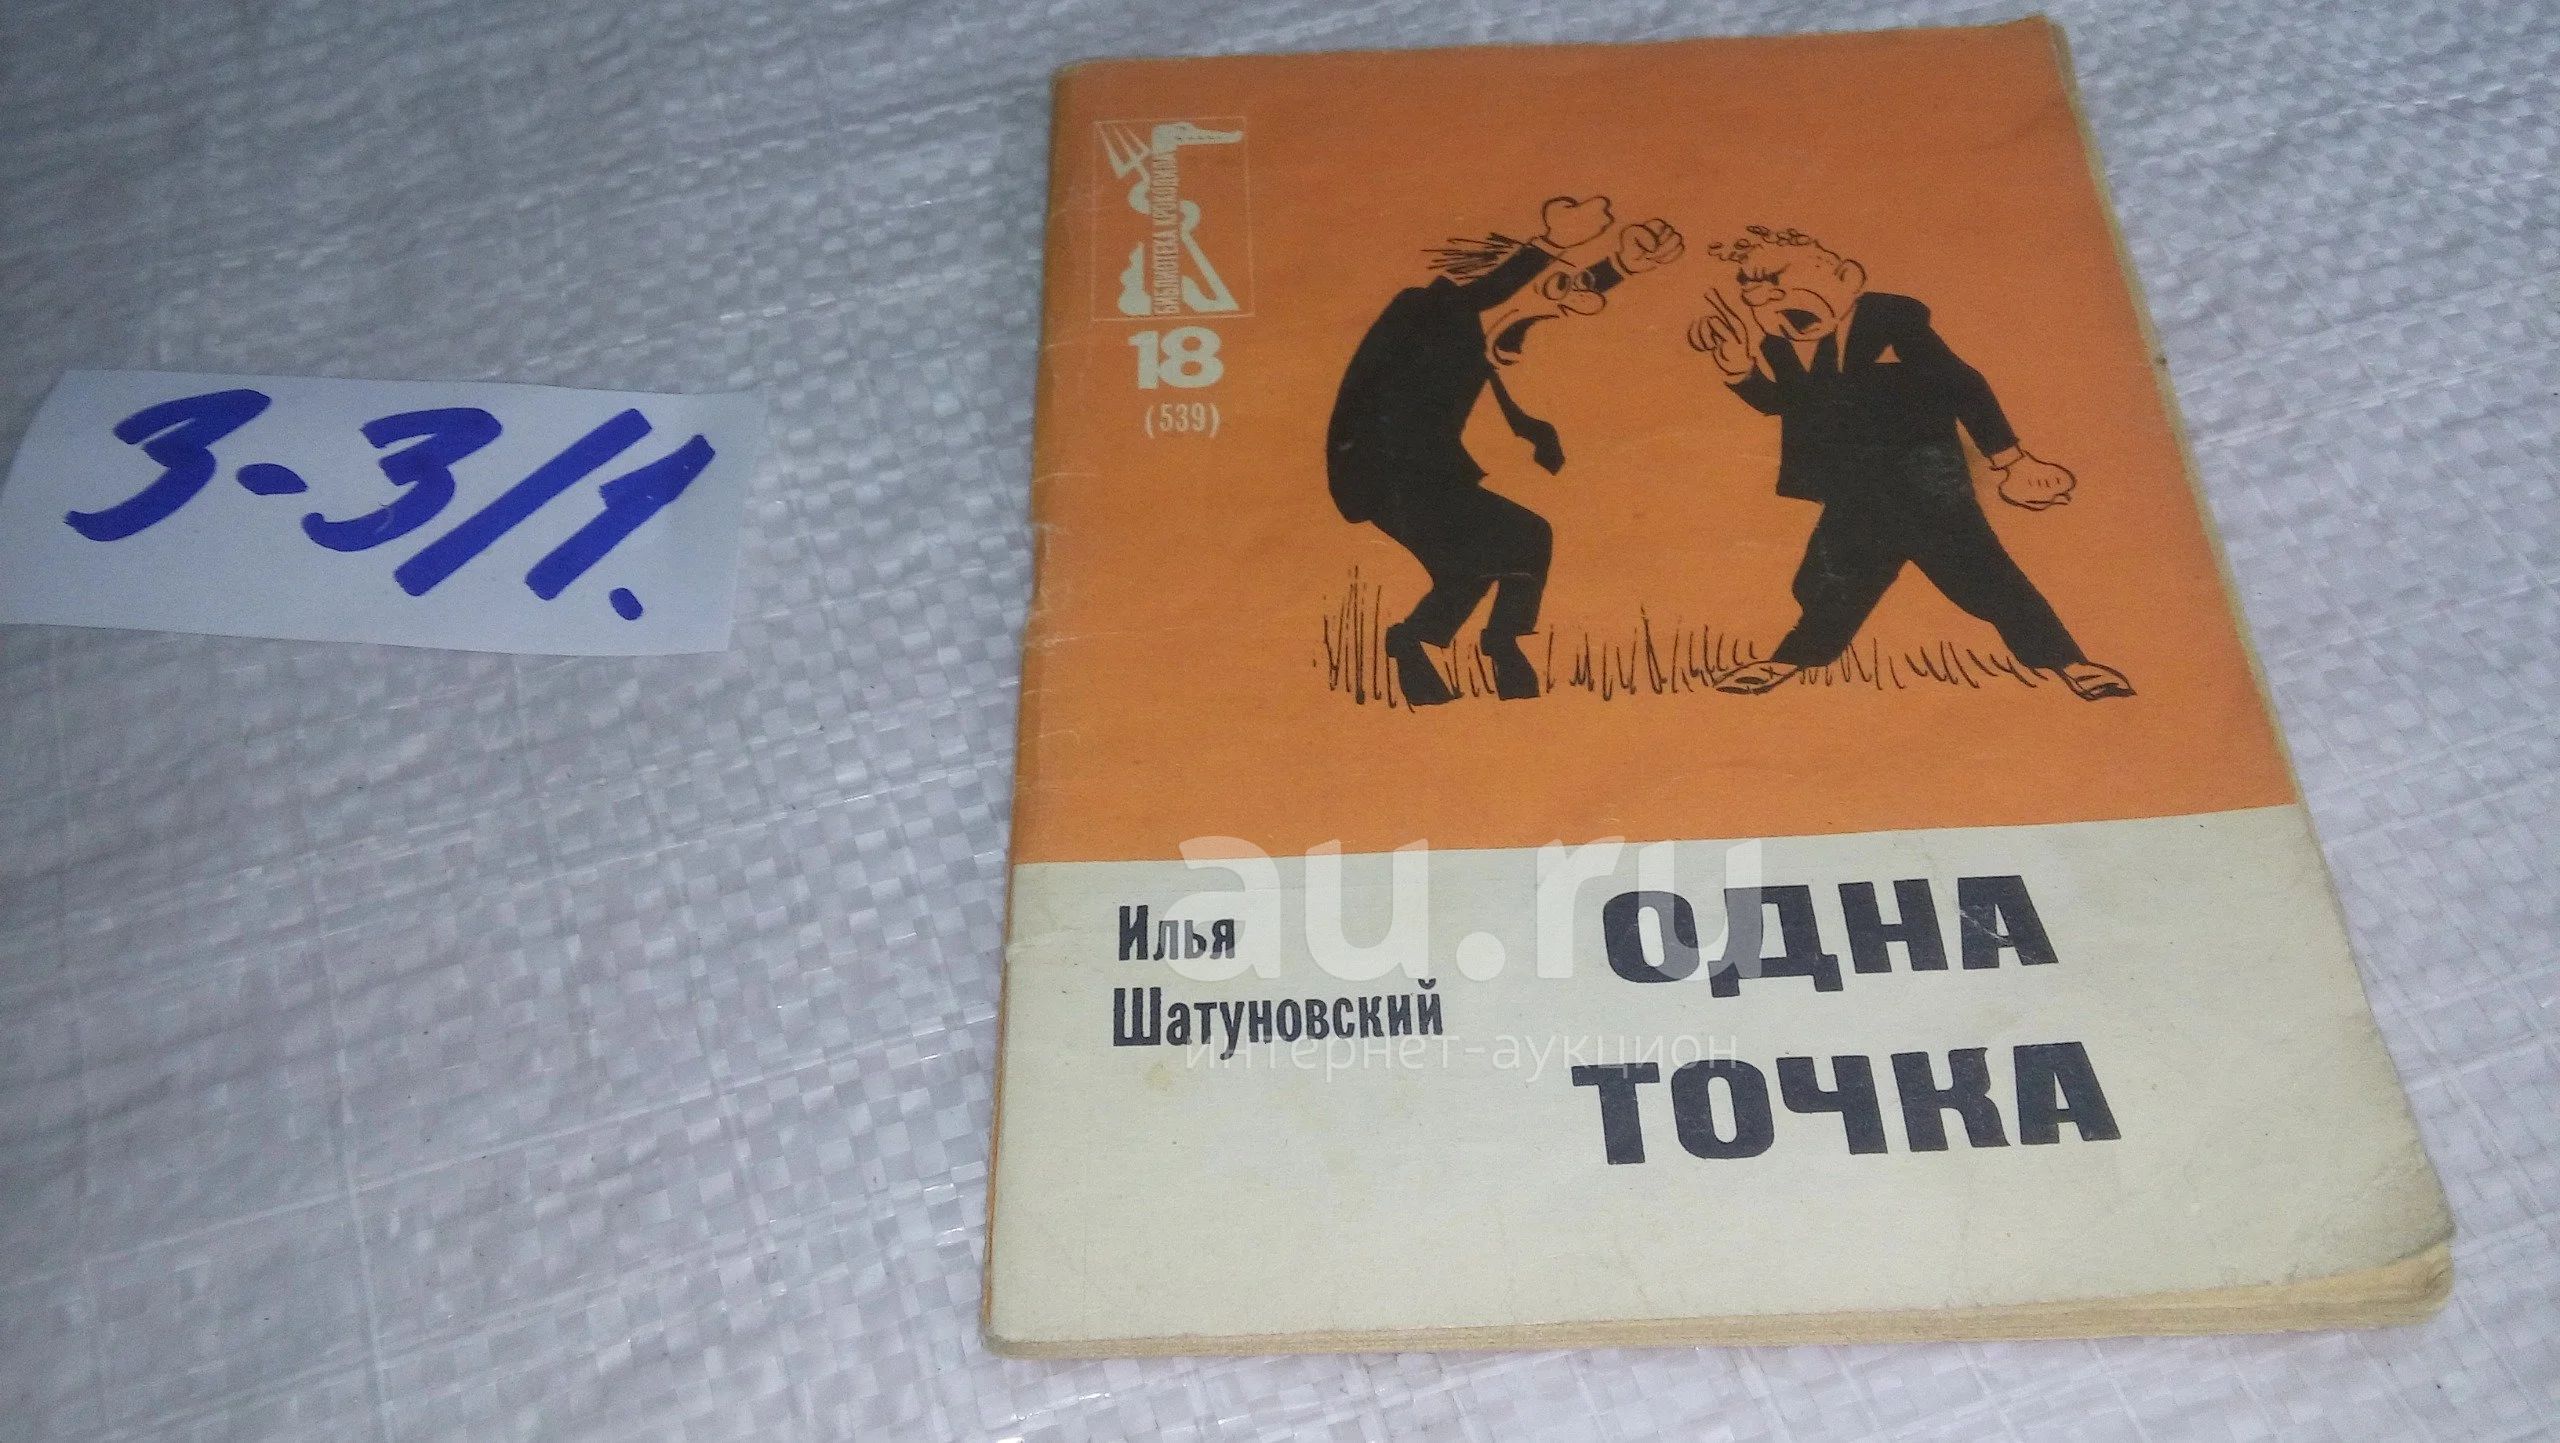 3-3/1.
БИБЛИОТЕКА КРОКОДИЛА
18
(539)
Илья
Шатуновский
ОДНА
ТОЧКА
au.ru
интернет-аукцион